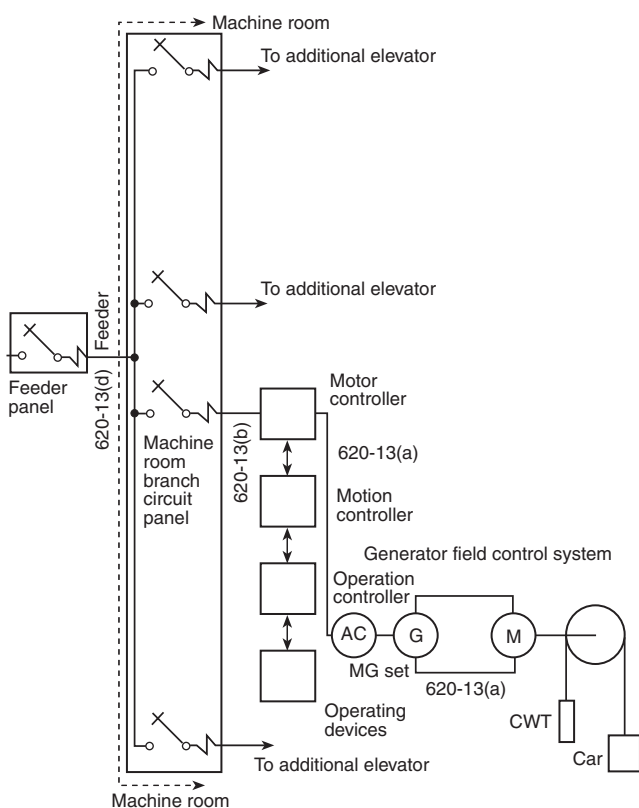 Machine room
To additional elevator
To additional elevator
Feeder
Feeder
panel
620-13(d)
Machine
room
branch
circuit
panel
620-13(b)
Motor
controller
620-13(a)
Motion
controller
Generator field control system
Operation
controller
AC
G
M
MG set
620-13(a)
Operating
devices
CWT
Car
To additional elevator
Machine room